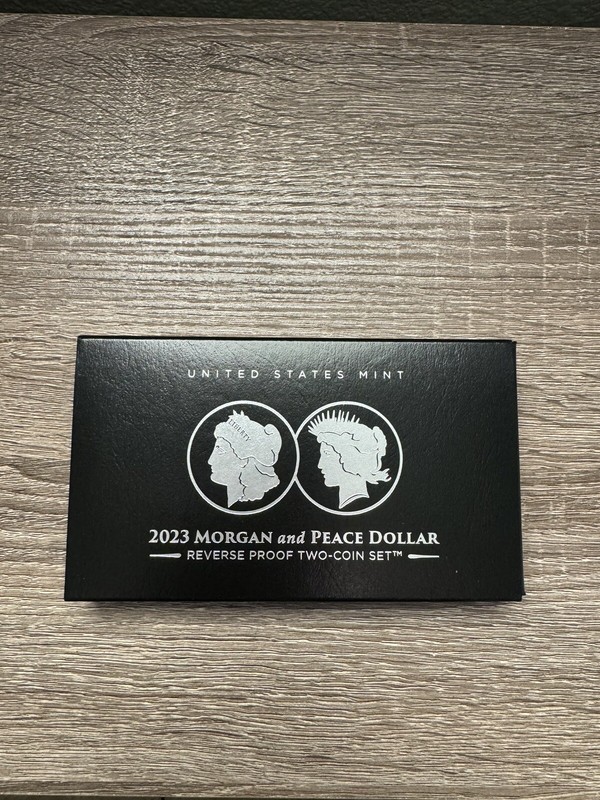 UNITED STATES MINT
LIBERTY
2023 MORGAN and PEACE DOLLAR
REVERSE PROOF TWO-COIN SET™